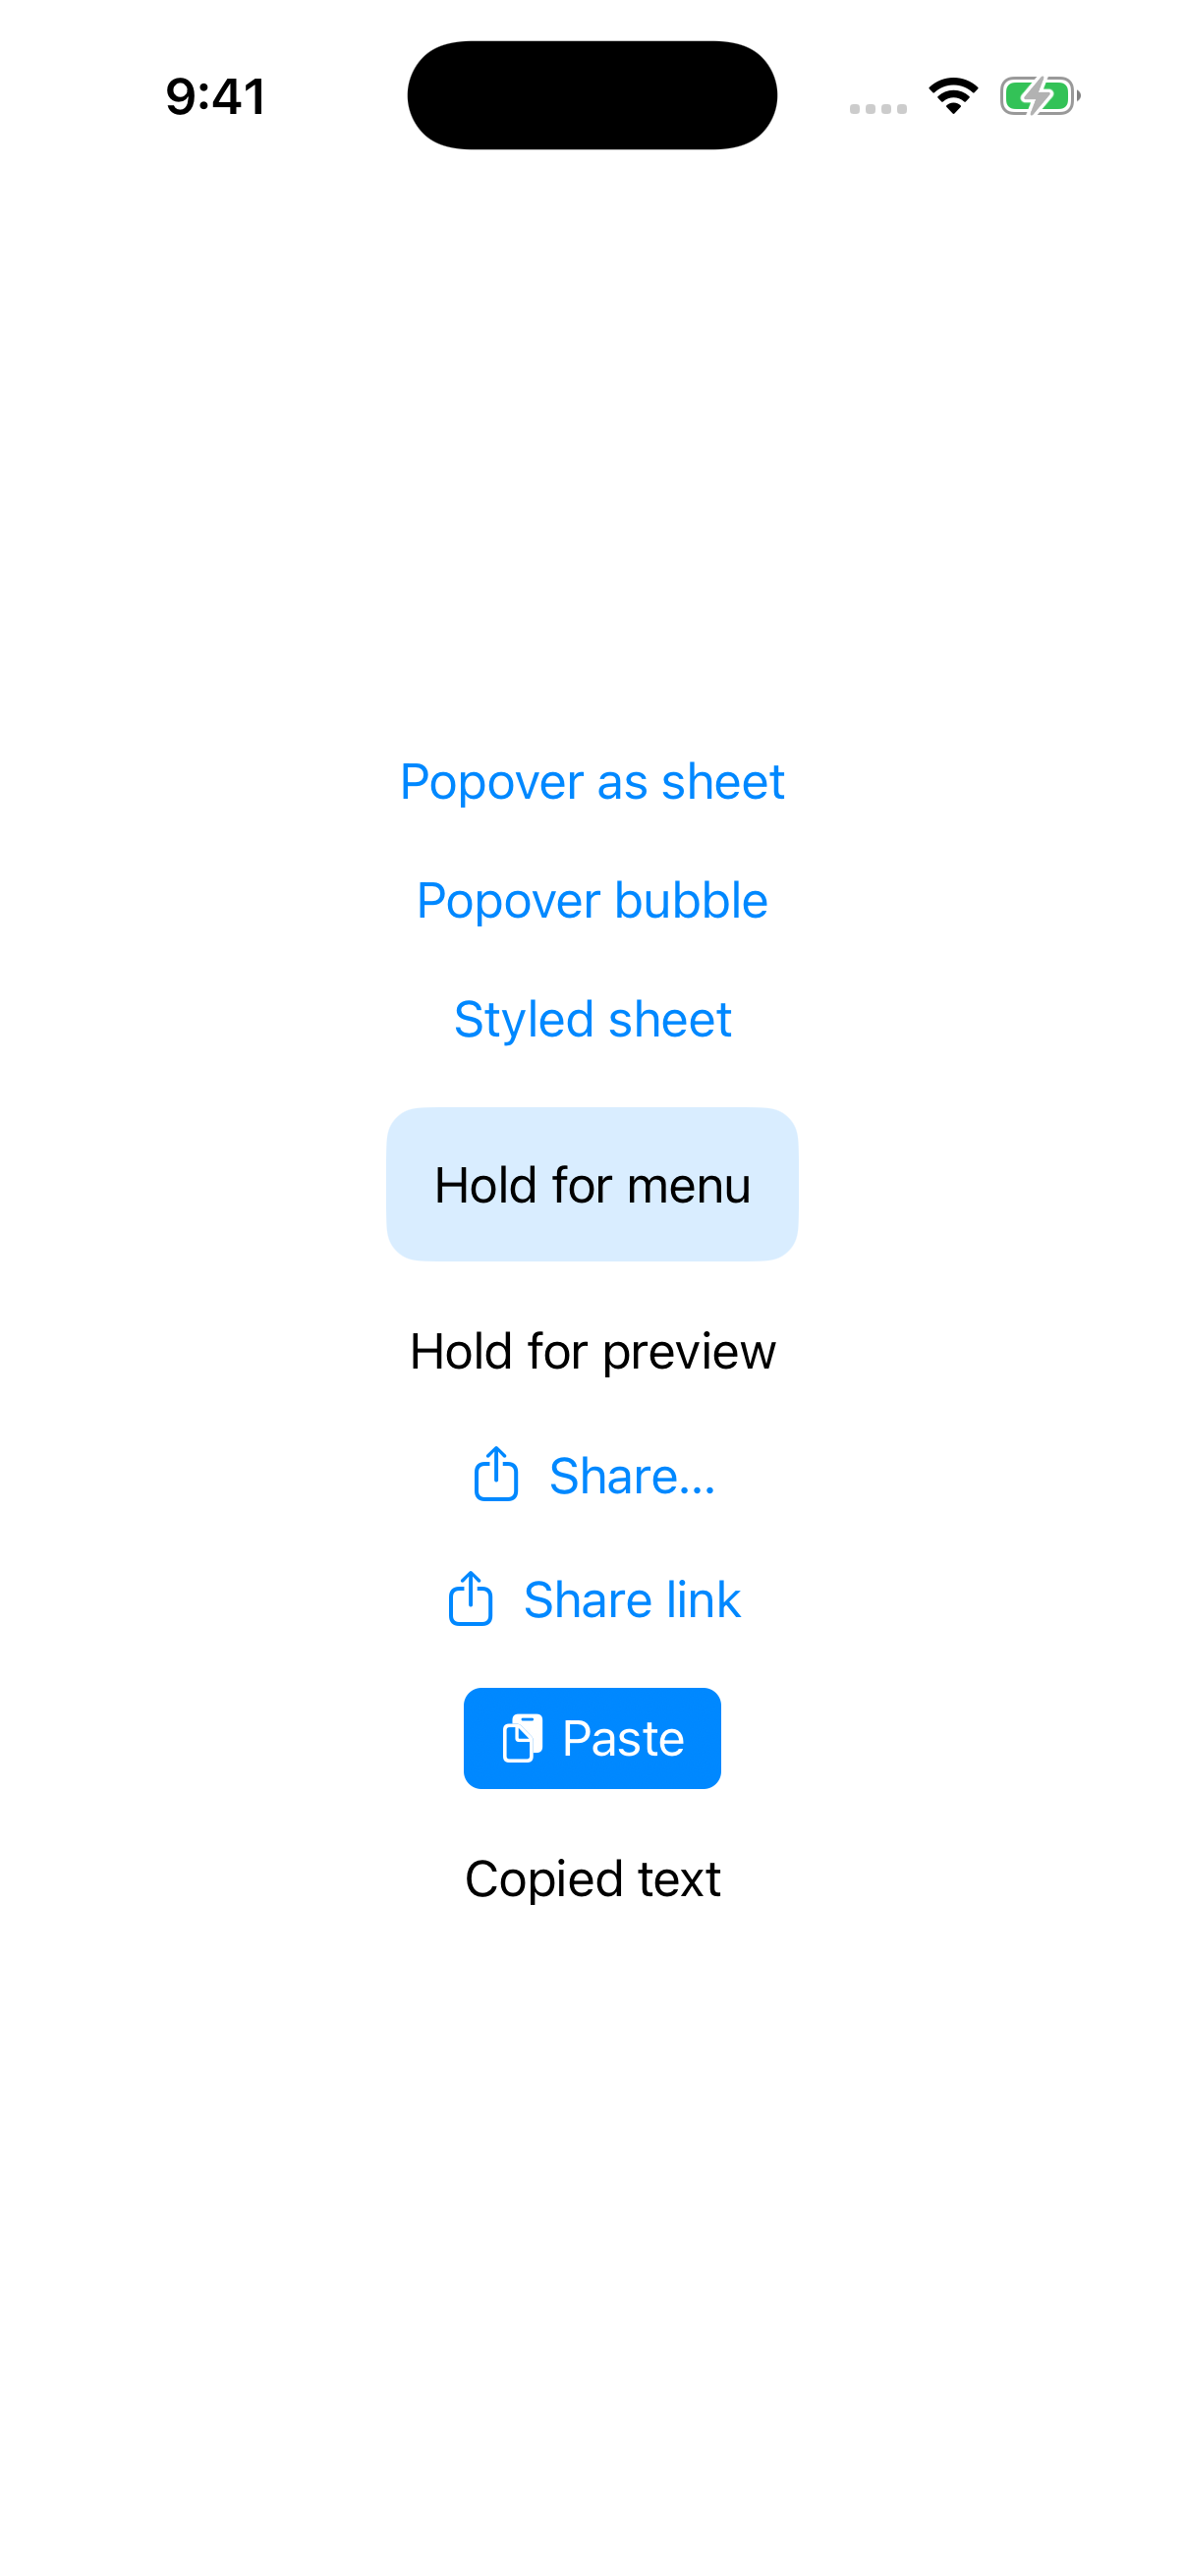 9:41
Popover as sheet
Popover bubble
Styled sheet
Hold for menu
Hold for preview
Share...
Share link
Paste
Copied text